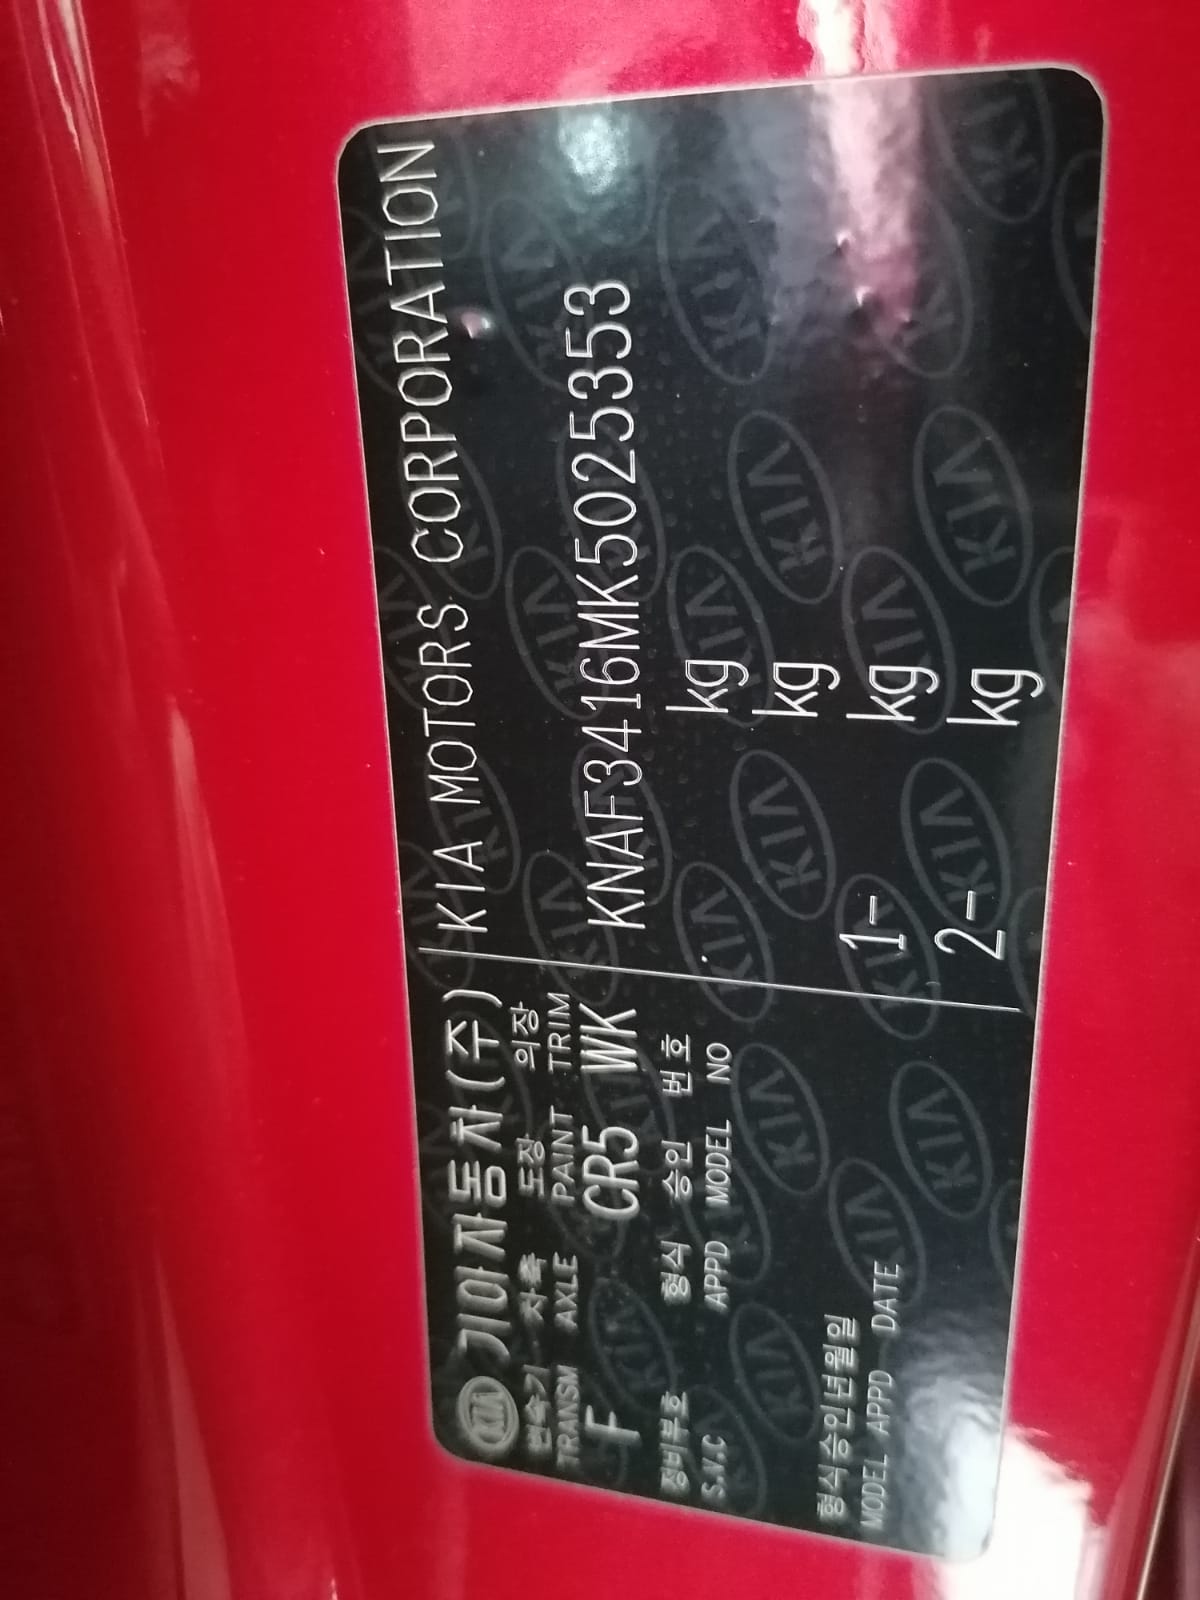 KIA 기아자동차(주) KIA MOTORS CORPORATION
변속기 차축 도장 의장
TRANSM AXLE PAINT TRIM
F CR5 WK KNAF3416MK5025353
정비부호 형식 승인 번호 kg
S.V.C APPD MODEL NO
kg
형식승인년월일 1- kg
MODEL APPD DATE
2- kg